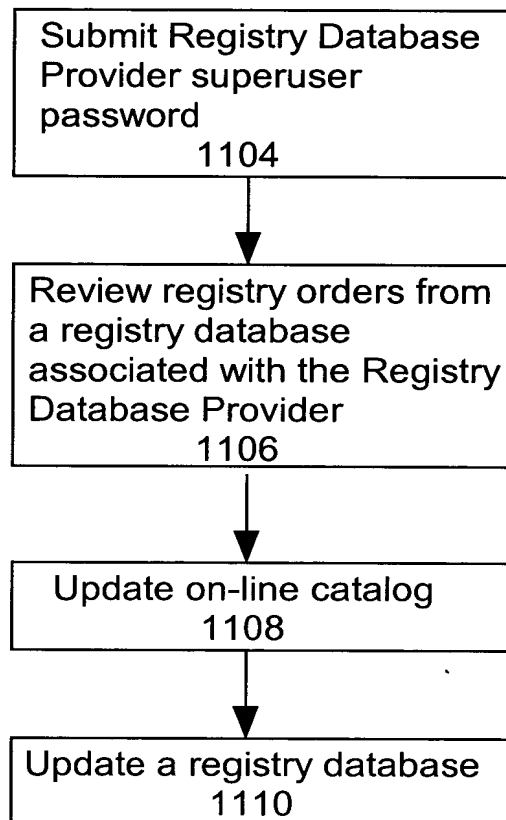 Submit Registry Database
Provider superuser
password
1104
Review registry orders from
a registry database
associated with the Registry
Database Provider
1106
Update on-line catalog
1108
Update a registry database
1110